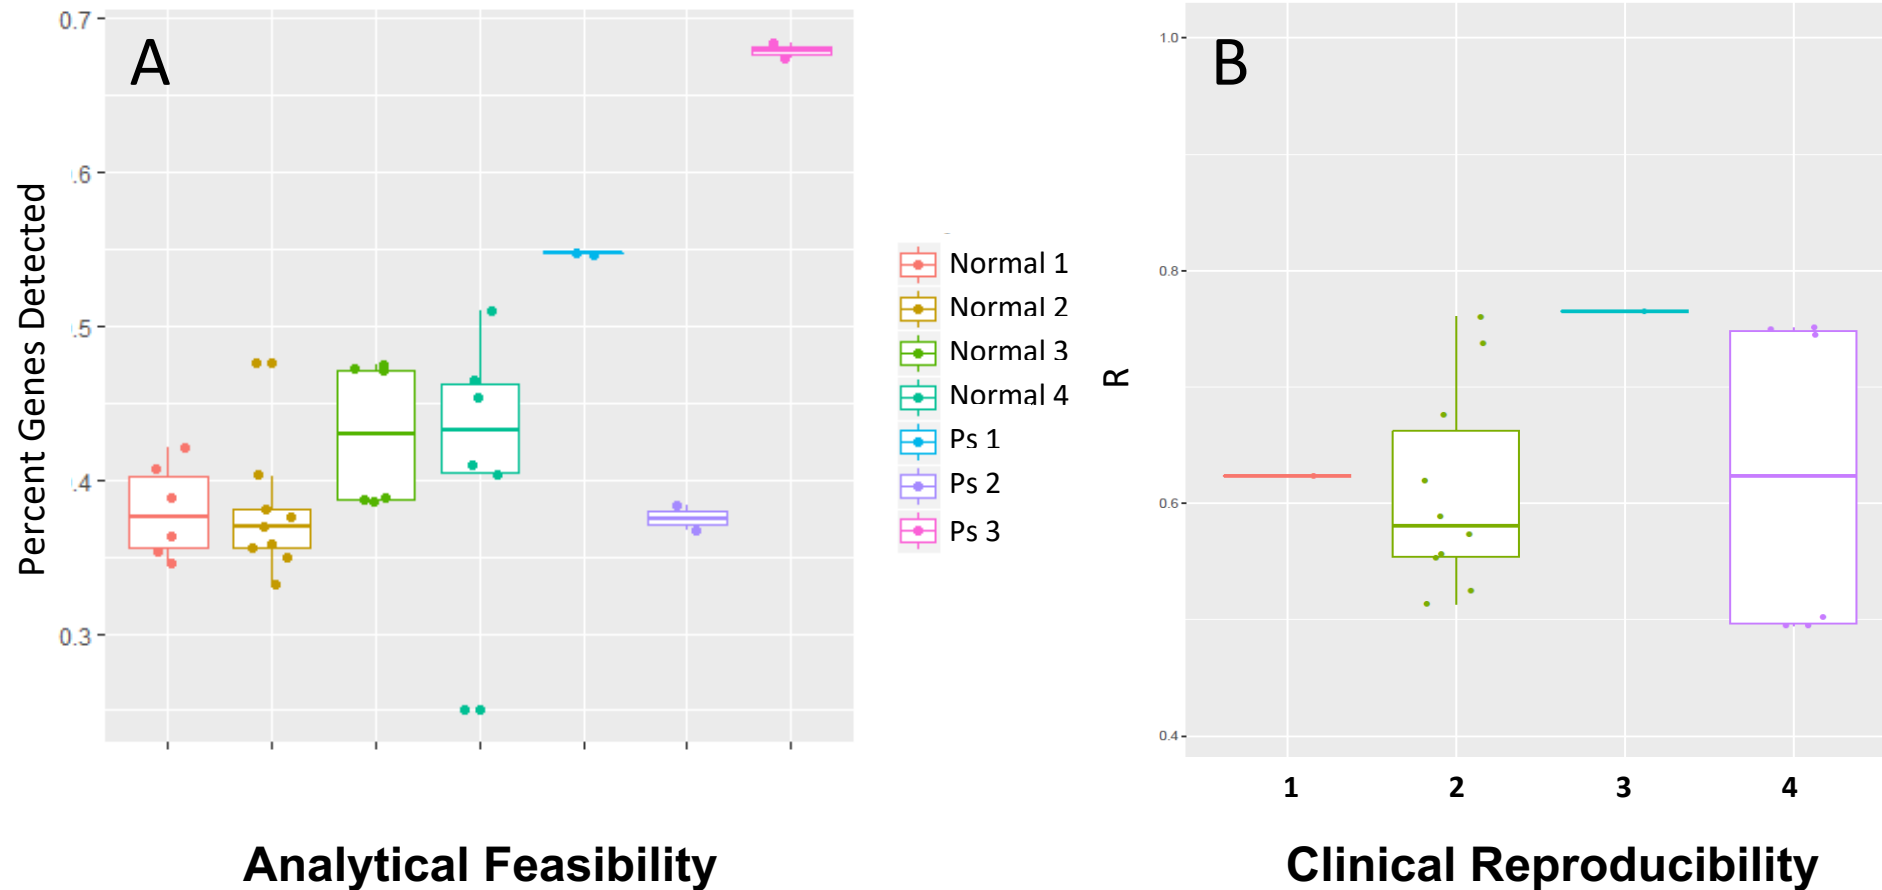 A
Percent Genes Detected
0.7
.6
.5
.4
0.3
Analytical Feasibility
Normal 1
Normal 2
Normal 3
Normal 4
Ps 1
Ps 2
Ps 3
B
R
1.0
0.8
0.6
0.4
1 2 3 4
Clinical Reproducibility